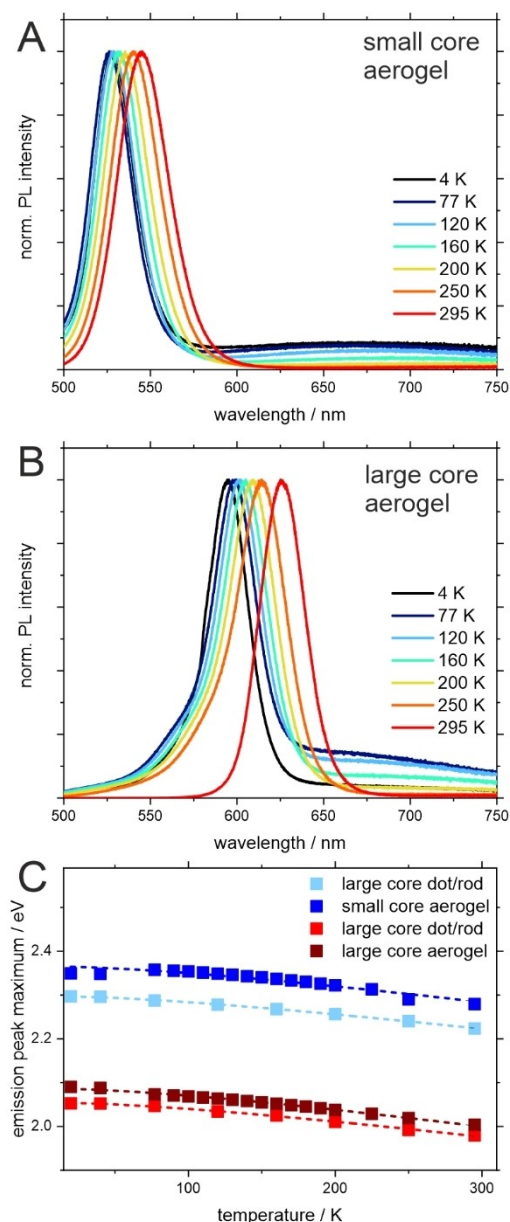 A
small core
aerogel
norm. PL intensity
4 K
77 K
120 K
160 K
200 K
250 K
295 K
500 550 600 650 700 750
wavelength / nm
B
large core
aerogel
norm. PL intensity
4 K
77 K
120 K
160 K
200 K
250 K
295 K
500 550 600 650 700 750
wavelength / nm
C
large core dot/rod
small core aerogel
large core dot/rod
large core aerogel
emission peak maximum / eV
2.4
2.2
2.0
100 200 300
temperature / K